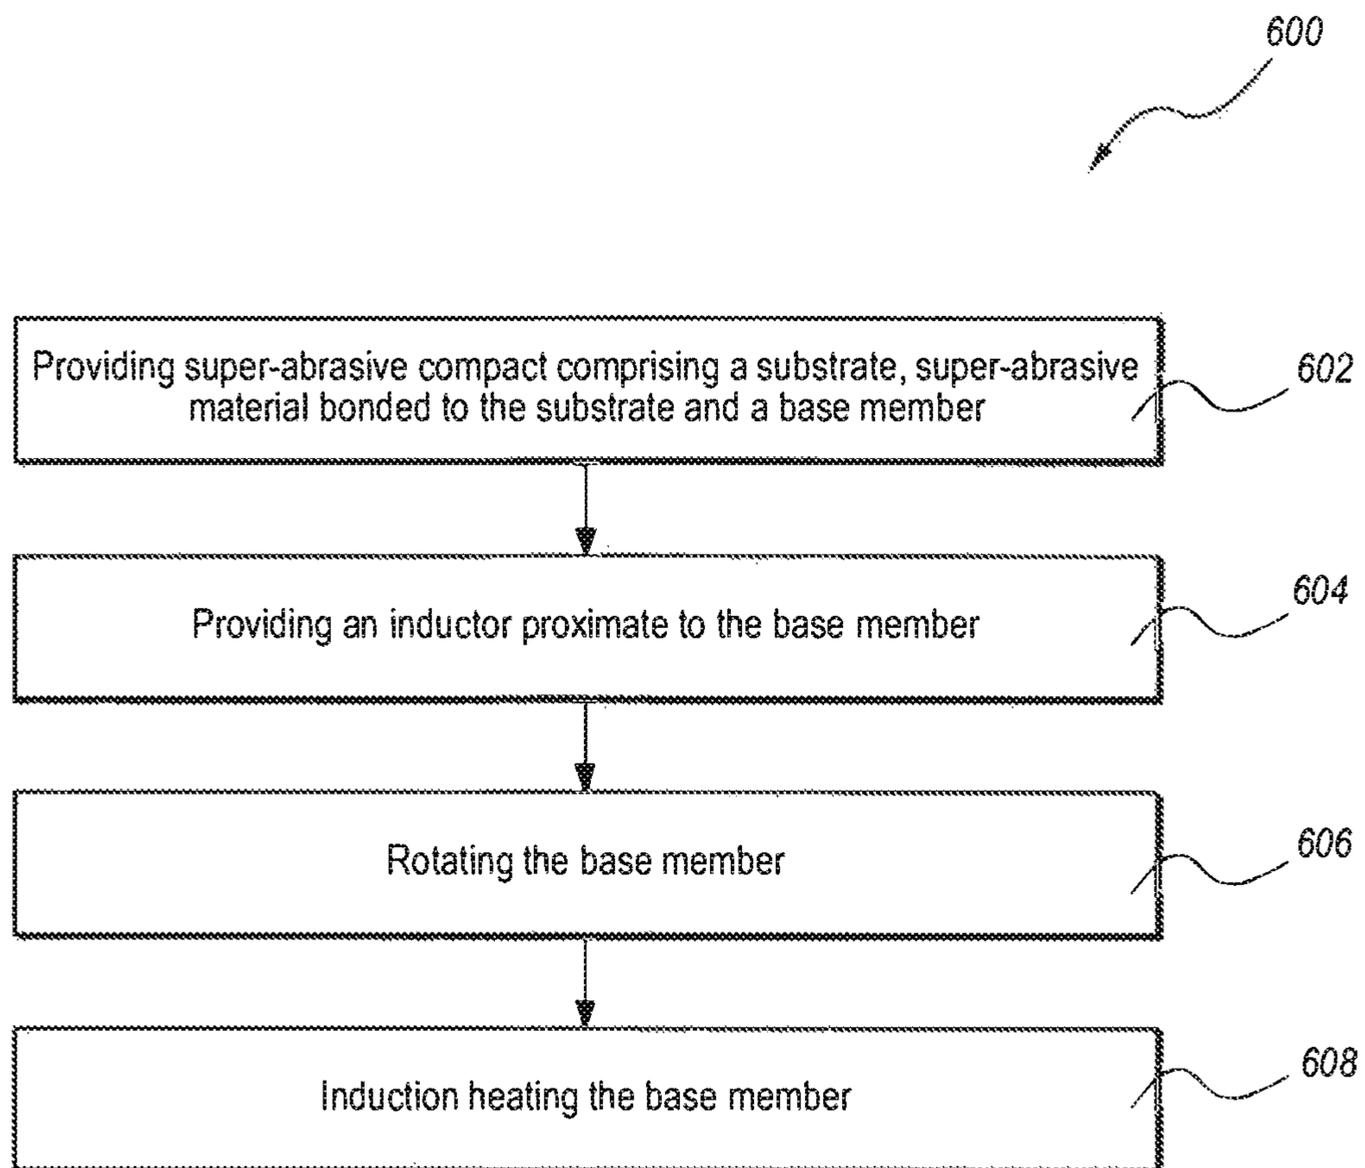 600
Providing super-abrasive compact comprising a substrate, super-abrasive
material bonded to the substrate and a base member
602
Providing an inductor proximate to the base member
604
Rotating the base member
606
Induction heating the base member
608